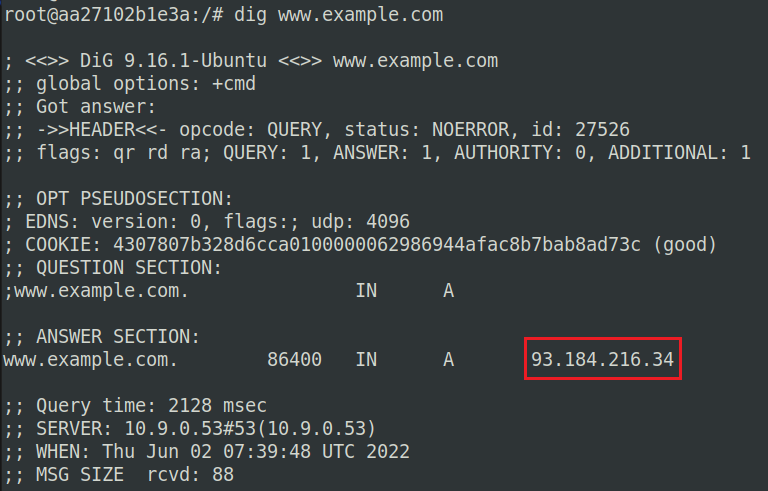 root@aa27102b1e3a:/# dig www.example.com
; <<>> DiG 9.16.1-Ubuntu <<>> www.example.com
;; global options: +cmd
;; Got answer:
;; ->>HEADER<<- opcode: QUERY, status: NOERROR, id: 27526
;; flags: qr rd ra; QUERY: 1, ANSWER: 1, AUTHORITY: 0, ADDITIONAL: 1
;; OPT PSEUDOSECTION:
; EDNS: version: 0, flags:; udp: 4096
; COOKIE: 4307807b328d6cca0100000062986944afac8b7bab8ad73c (good)
;; QUESTION SECTION:
;www.example.com. IN A
;; ANSWER SECTION:
www.example.com. 86400 IN A 93.184.216.34
;; Query time: 2128 msec
;; SERVER: 10.9.0.53#53(10.9.0.53)
;; WHEN: Thu Jun 02 07:39:48 UTC 2022
;; MSG SIZE rcvd: 88